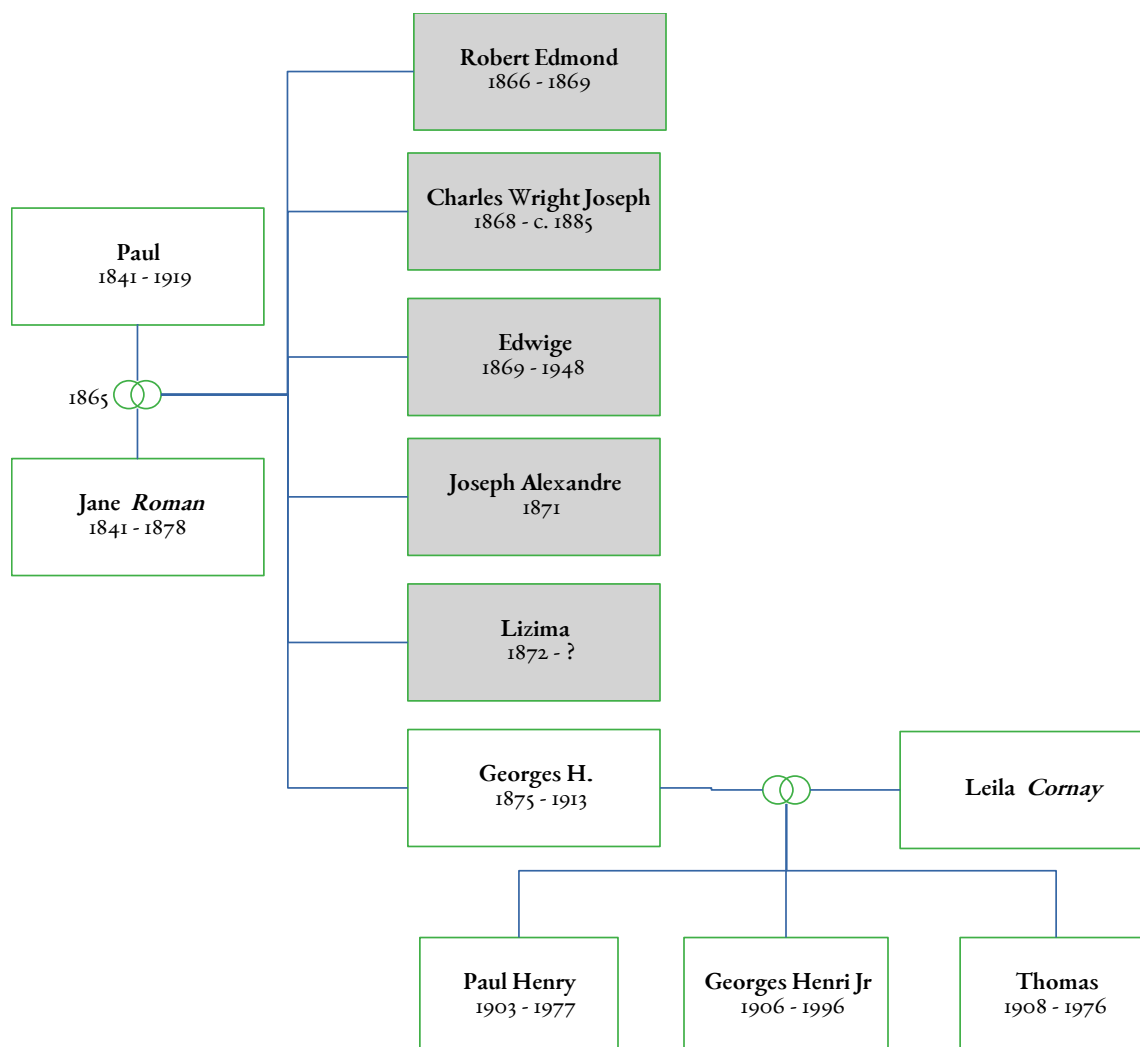 Robert Edmond
1866 - 1869
Charles Wright Joseph
1868 - c. 1885
Paul
1841 - 1919
Edwige
1869 - 1948
1865
Joseph Alexandre
1871
Jane Roman
1841 - 1878
Lizima
1872 - ?
Georges H.
1875 - 1913
Leila Cornay
Paul Henry
1903 - 1977
Georges Henri Jr
1906 - 1996
Thomas
1908 - 1976